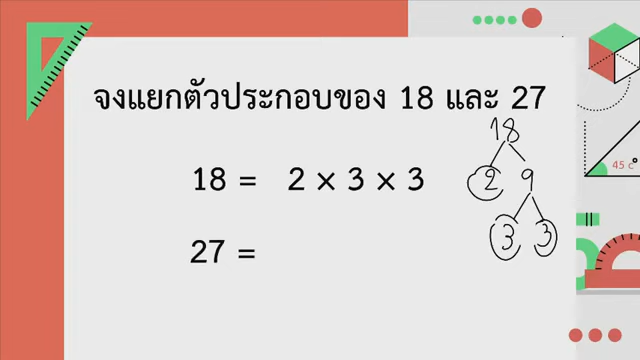 จงแยกตัวประกอบของ 18 และ 27
18
18 = 2 × 3 × 3
2 9
3 3
27 =
45 c°